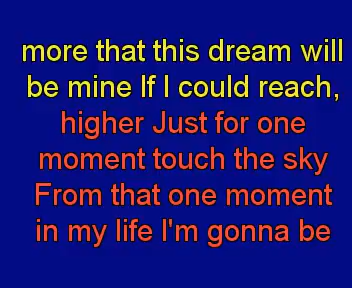 more that this dream will
be mine If I could reach,
higher Just for one
moment touch the sky
From that one moment
in my life I'm gonna be